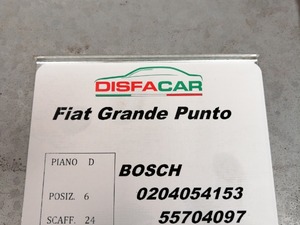 DISFACAR
Fiat Grande Punto
PIANO D
BOSCH
POSIZ. 6
0204054153
SCAFF. 24
55704097